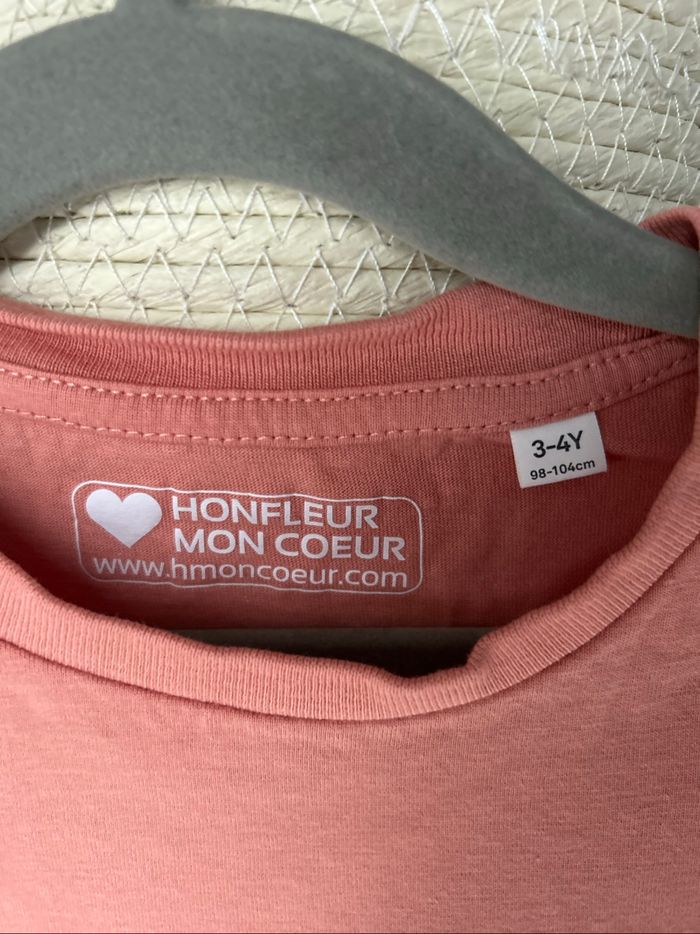 3-4Y
98-104cm
HONFLEUR
MON COEUR
www.hmoncoeur.com